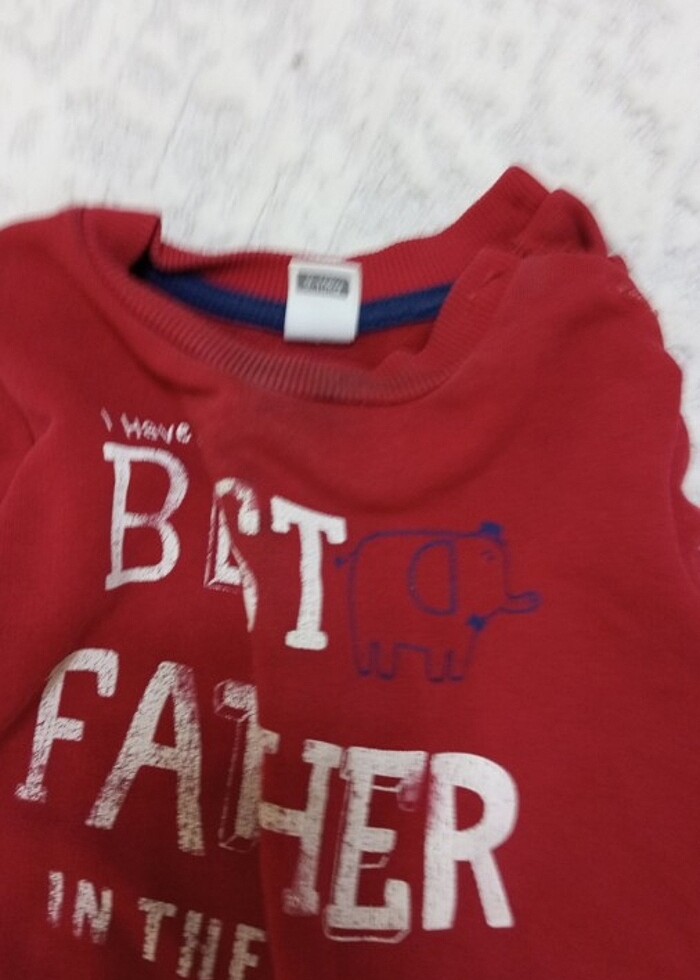 I Have
BEST
FATHER
IN THE